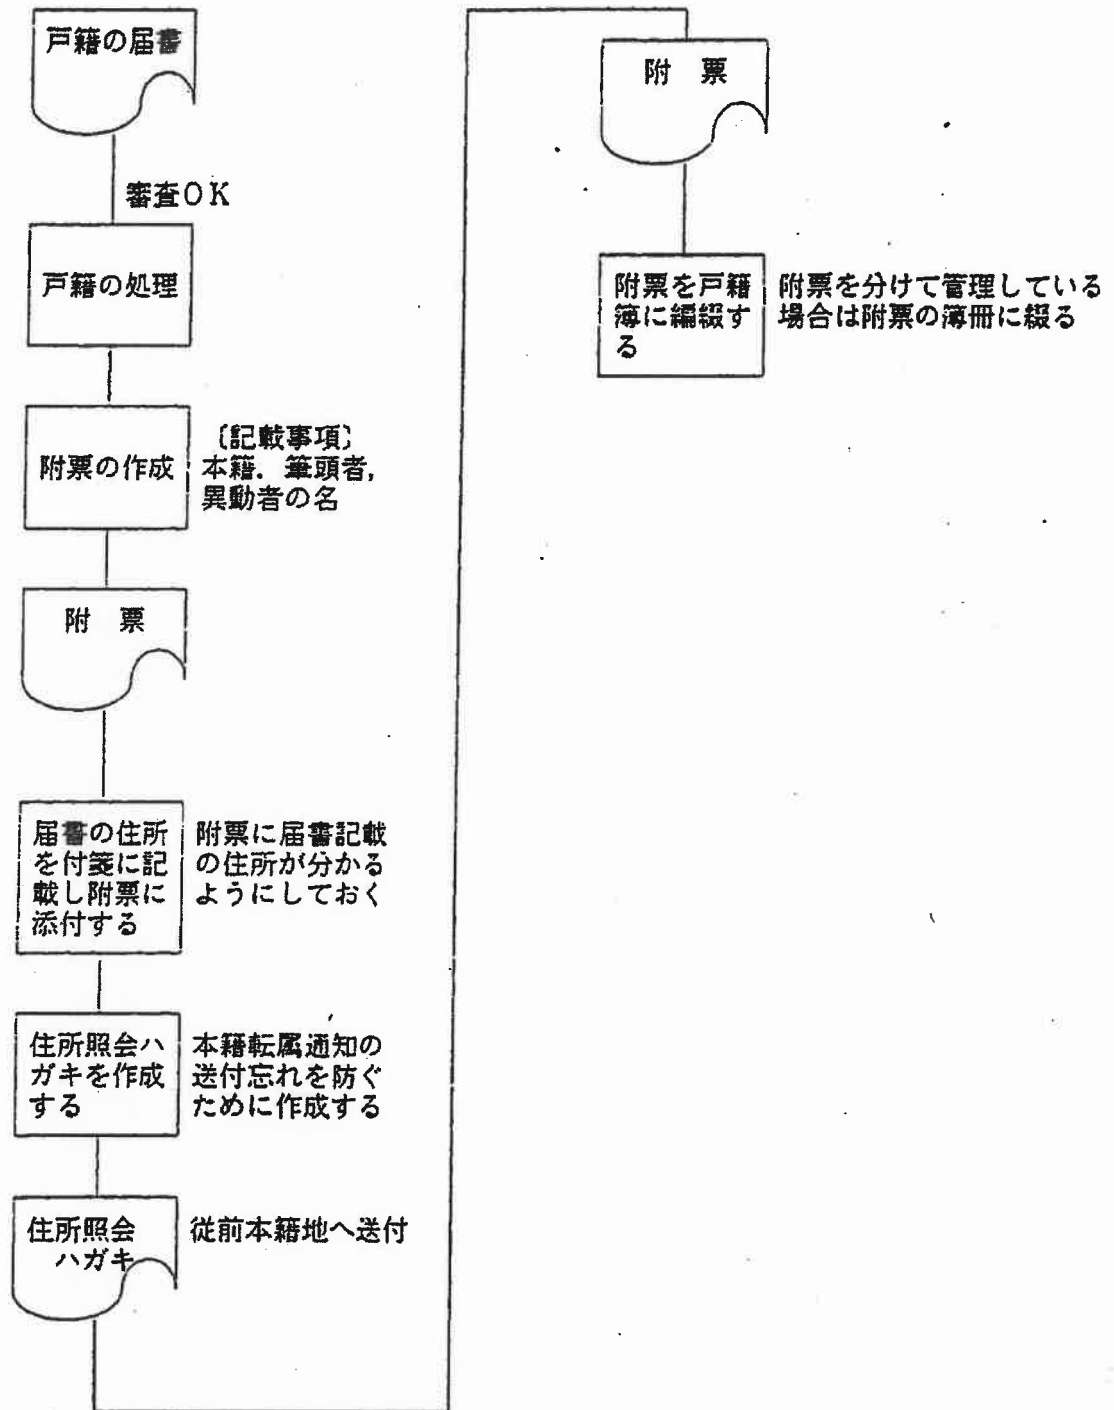 戸籍の届書
審査OK
戸籍の処理
附票の作成
〔記載事項〕
本籍．筆頭者，
異動者の名
附　票
届書の住所
を付箋に記
載し附票に
添付する
附票に届書記載
の住所が分かる
ようにしておく
住所照会ハ
ガキを作成
する
本籍転属通知の
送付忘れを防ぐ
ために作成する
住所照会
ハガキ
従前本籍地へ送付
附　票
附票を戸籍
簿に編綴す
る
附票を分けて管理している
場合は附票の簿冊に綴る